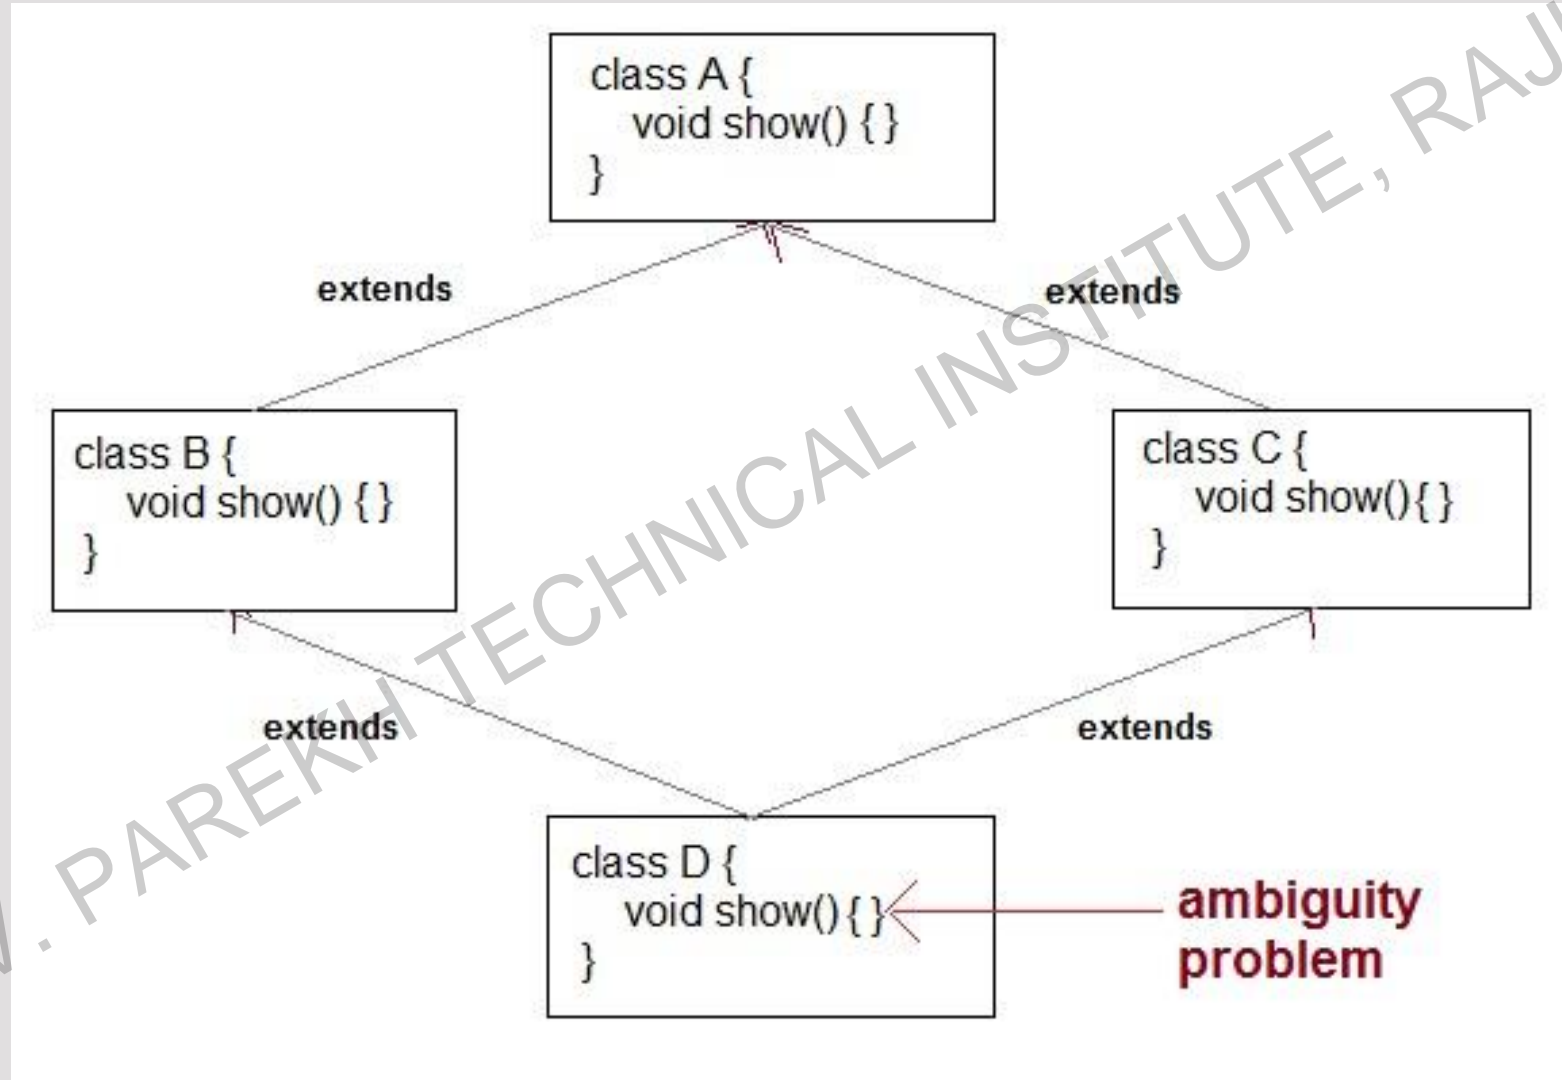 class A {
void show() { }
}
extends
extends
class B {
void show() { }
}
class C {
void show(){ }
}
extends
extends
class D {
void show(){ }
}
ambiguity
problem
. PAREKH TECHNICAL INSTITUTE,